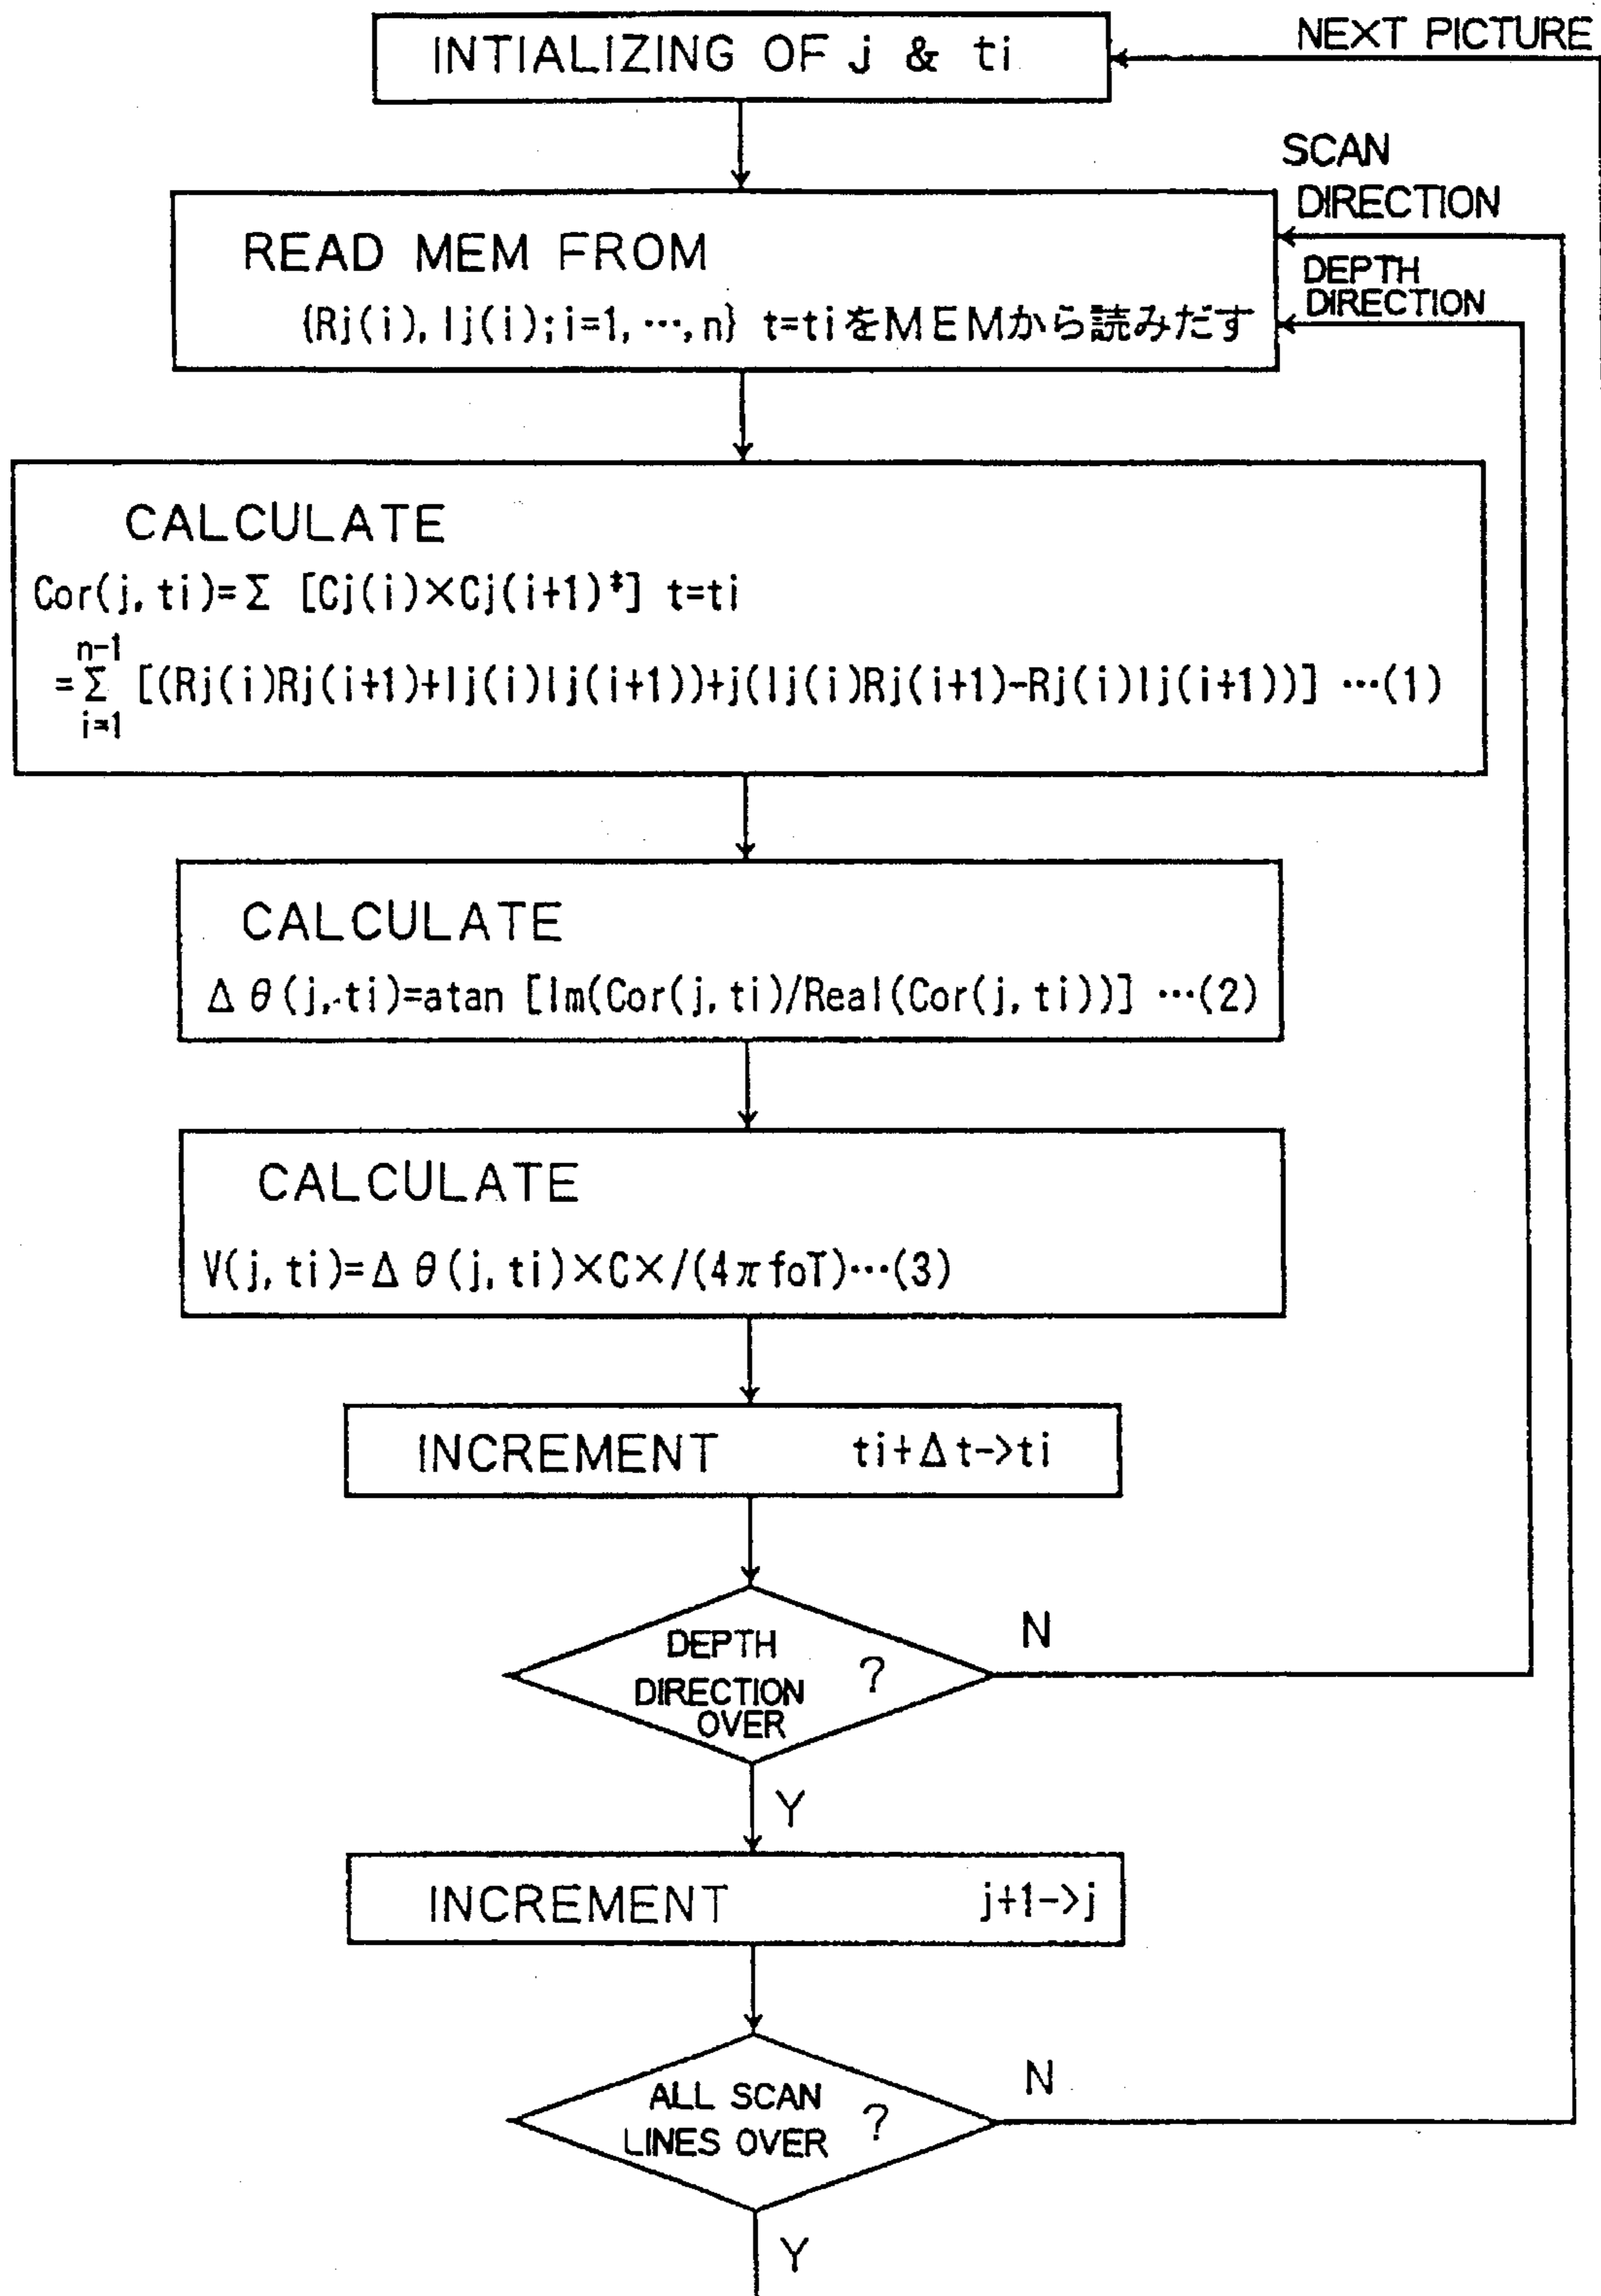 INTIALIZING OF j & ti
NEXT PICTURE
SCAN
DIRECTION
DEPTH
DIRECTION
READ MEM FROM
{Rj(i), Ij(i);i=1, …, n} t=tiをMEMから読みだす
CALCULATE
Cor(j, ti)=Σ [Cj(i)×Cj(i+1)*] t=ti
n-1
=Σ [(Rj(i)Rj(i+1)+Ij(i)Ij(i+1))+j(Ij(i)Rj(i+1)-Rj(i)Ij(i+1))] …(1)
i=1
CALCULATE
Δθ(j, ti)=atan [Im(Cor(j, ti)/Real(Cor(j, ti))] …(2)
CALCULATE
V(j, ti)=Δθ(j, ti)×C×/(4πfoT)…(3)
INCREMENT ti+Δt->ti
DEPTH
DIRECTION ?
OVER
N
Y
INCREMENT j+1->j
ALL SCAN
LINES OVER ?
N
Y